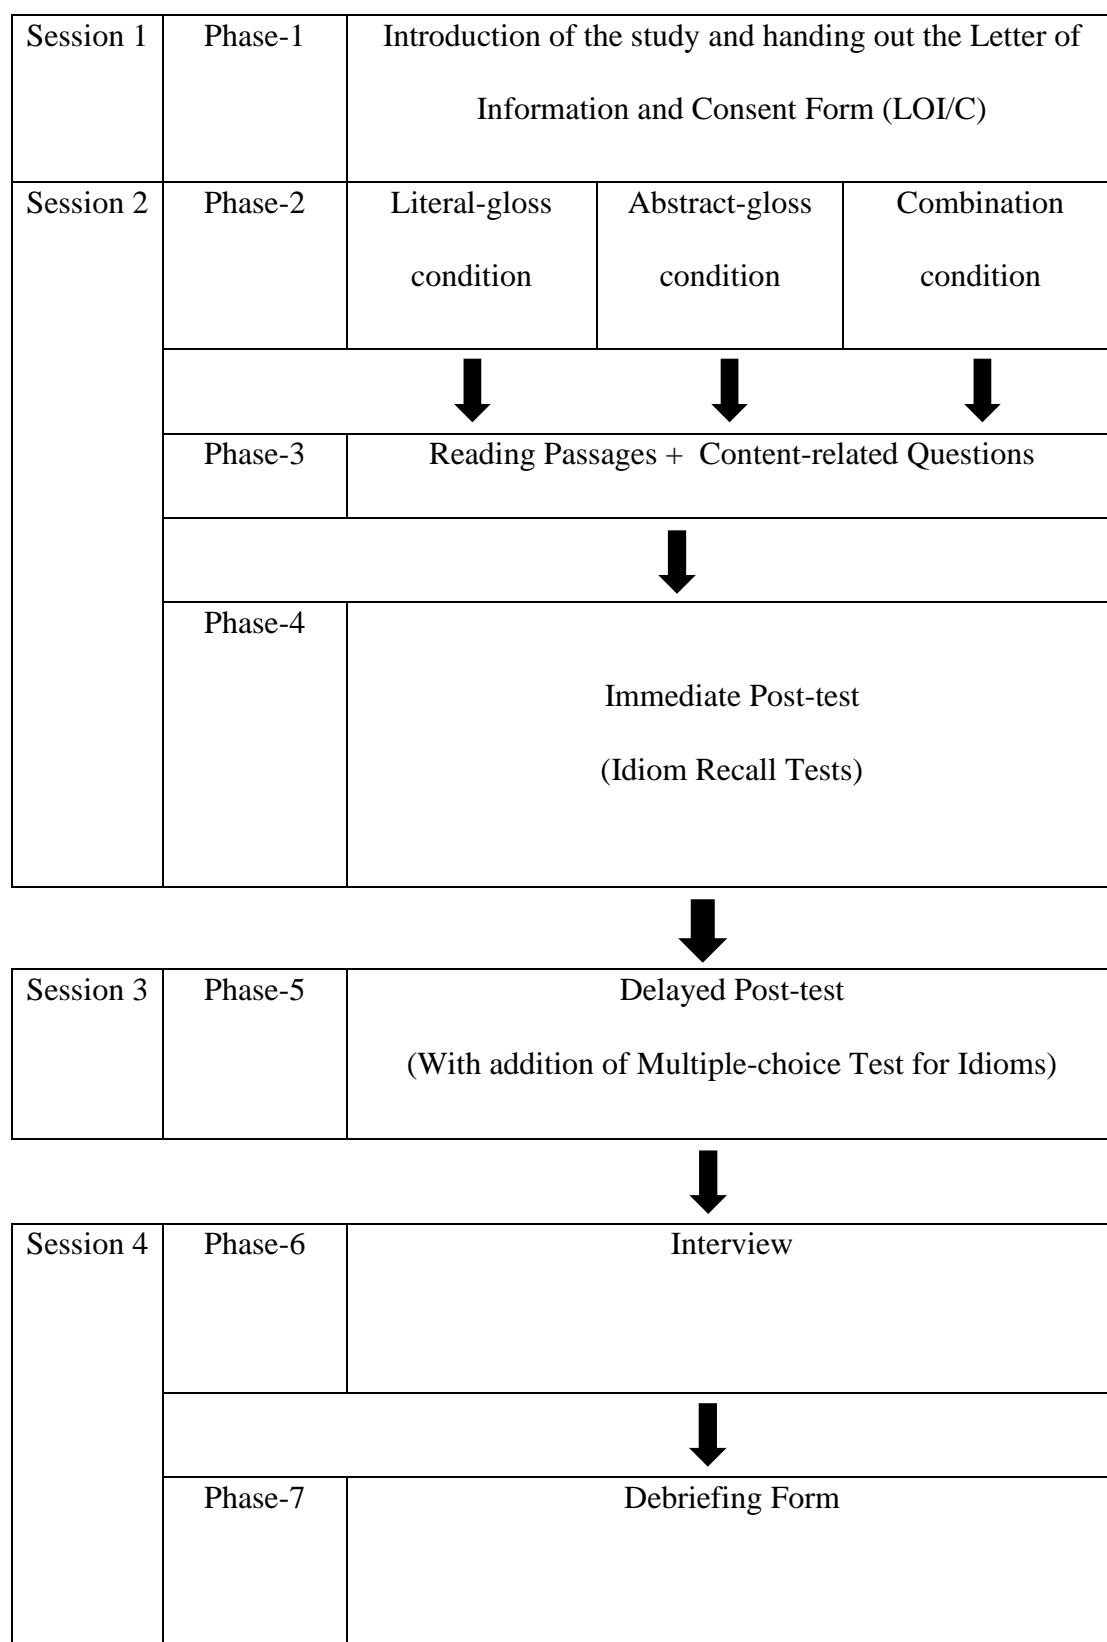 Session 1 Phase-1 Introduction of the study and handing out the Letter of
Information and Consent Form (LOI/C)
Session 2 Phase-2 Literal-gloss Abstract-gloss Combination
condition condition condition
Phase-3 Reading Passages + Content-related Questions
Phase-4
Immediate Post-test
(Idiom Recall Tests)
Session 3 Phase-5 Delayed Post-test
(With addition of Multiple-choice Test for Idioms)
Session 4 Phase-6 Interview
Phase-7 Debriefing Form